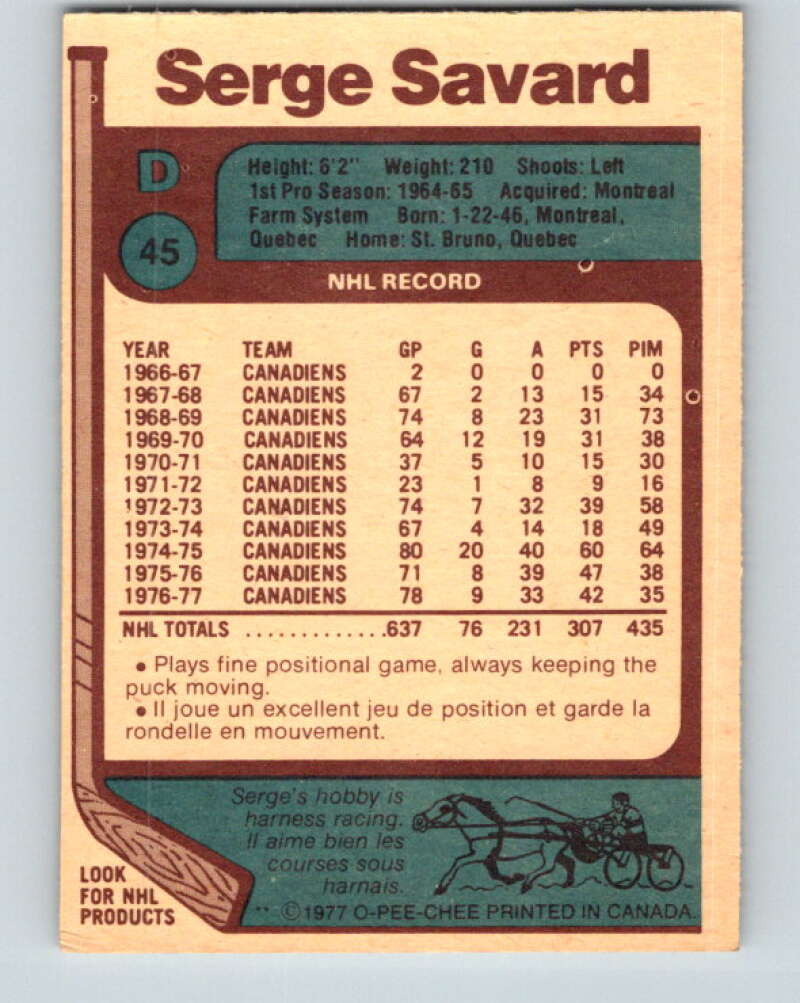 Serge Savard
D
45
Height: 6'2" Weight: 210 Shoots: Left
1st Pro Season: 1964-65 Acquired: Montreal
Farm System Born: 1-22-46, Montreal,
Quebec Home: St. Bruno, Quebec
NHL RECORD
YEAR TEAM GP G A PTS PIM
1966-67 CANADIENS 2 0 0 0 0
1967-68 CANADIENS 67 2 13 15 34
1968-69 CANADIENS 74 8 23 31 73
1969-70 CANADIENS 64 12 19 31 38
1970-71 CANADIENS 37 5 10 15 30
1971-72 CANADIENS 23 1 8 9 16
1972-73 CANADIENS 74 7 32 39 58
1973-74 CANADIENS 67 4 14 18 49
1974-75 CANADIENS 80 20 40 60 64
1975-76 CANADIENS 71 8 39 47 38
1976-77 CANADIENS 78 9 33 42 35
NHL TOTALS .............637 76 231 307 435
• Plays fine positional game, always keeping the
puck moving.
• Il joue un excellent jeu de position et garde la
rondelle en mouvement.
Serge's hobby is
harness racing.
Il aime bien les
courses sous
harnais.
LOOK
FOR NHL
PRODUCTS
©1977 O-PEE-CHEE PRINTED IN CANADA.